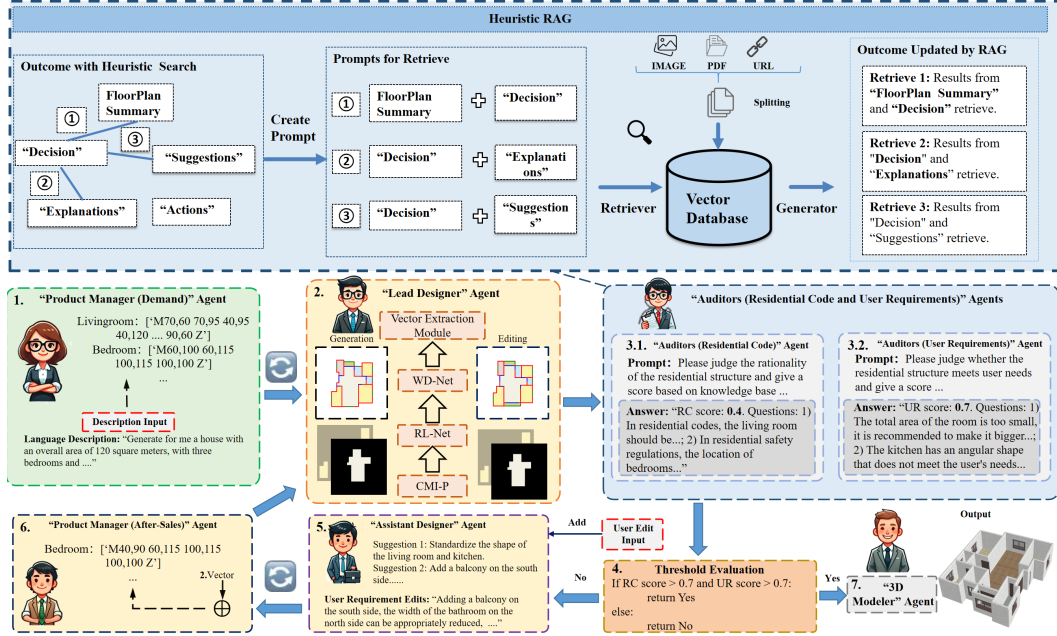 Heuristic RAG
Outcome with Heuristic Search
FloorPlan
Summary
①
③
"Decision"
"Suggestions"
②
"Explanations"
"Actions"
Create
Prompt
Prompts for Retrieve
①
FloorPlan
Summary
"Decision"
②
"Decision"
"Explanati
ons"
③
"Decision"
"Suggestion
s"
IMAGE PDF URL
Splitting
Retriever
Vector
Database
Generator
Outcome Updated by RAG
Retrieve 1: Results from
"FloorPlan Summary"
and "Decision" retrieve.
Retrieve 2: Results from
"Decision" and
"Explanations" retrieve.
Retrieve 3: Results from
"Decision" and
"Suggestions" retrieve.
1. "Product Manager (Demand)" Agent
Livingroom: ['M70,60 70,95 40,95
40,120 .... 90,60 Z']
Bedroom: ['M60,100 60,115
100,115 100,100 Z']
...
Description Input
Language Description: "Generate for me a house with
an overall area of 120 square meters, with three
bedrooms and ...."
2. "Lead Designer" Agent
Vector Extraction
Module
Generation
Editing
WD-Net
RL-Net
CMI-P
"Auditors (Residential Code and User Requirements)" Agents
3.1. "Auditors (Residential Code)" Agent
Prompt: Please judge the rationality
of the residential structure and give a
score based on knowledge base ...
Answer: "RC score: 0.4. Questions: 1)
In residential codes, the living room
should be...; 2) In residential safety
regulations, the location of
bedrooms..."
3.2. "Auditors (User Requirements)" Agent
Prompt: Please judge whether the
residential structure meets user needs
and give a score ...
Answer: "UR score: 0.7. Questions: 1)
The total area of the room is too small,
it is recommended to make it bigger...;
2) The kitchen has an angular shape
that does not meet the user's needs...
6. "Product Manager (After-Sales)" Agent
Bedroom: ['M40,90 60,115 100,115
100,100 Z']
...
2.Vector
5. "Assistant Designer" Agent
Suggestion 1: Standardize the shape of
the living room and kitchen.
Suggestion 2: Add a balcony on the south
side......
User Requirement Edits: "Adding a balcony on
the south side, the width of the bathroom on the
north side can be appropriately reduced, ...."
Add
User Edit
Input
No
4. Threshold Evaluation
If RC score > 0.7 and UR score > 0.7:
return Yes
else:
return No
Yes
Output
7. "3D
Modeler" Agent